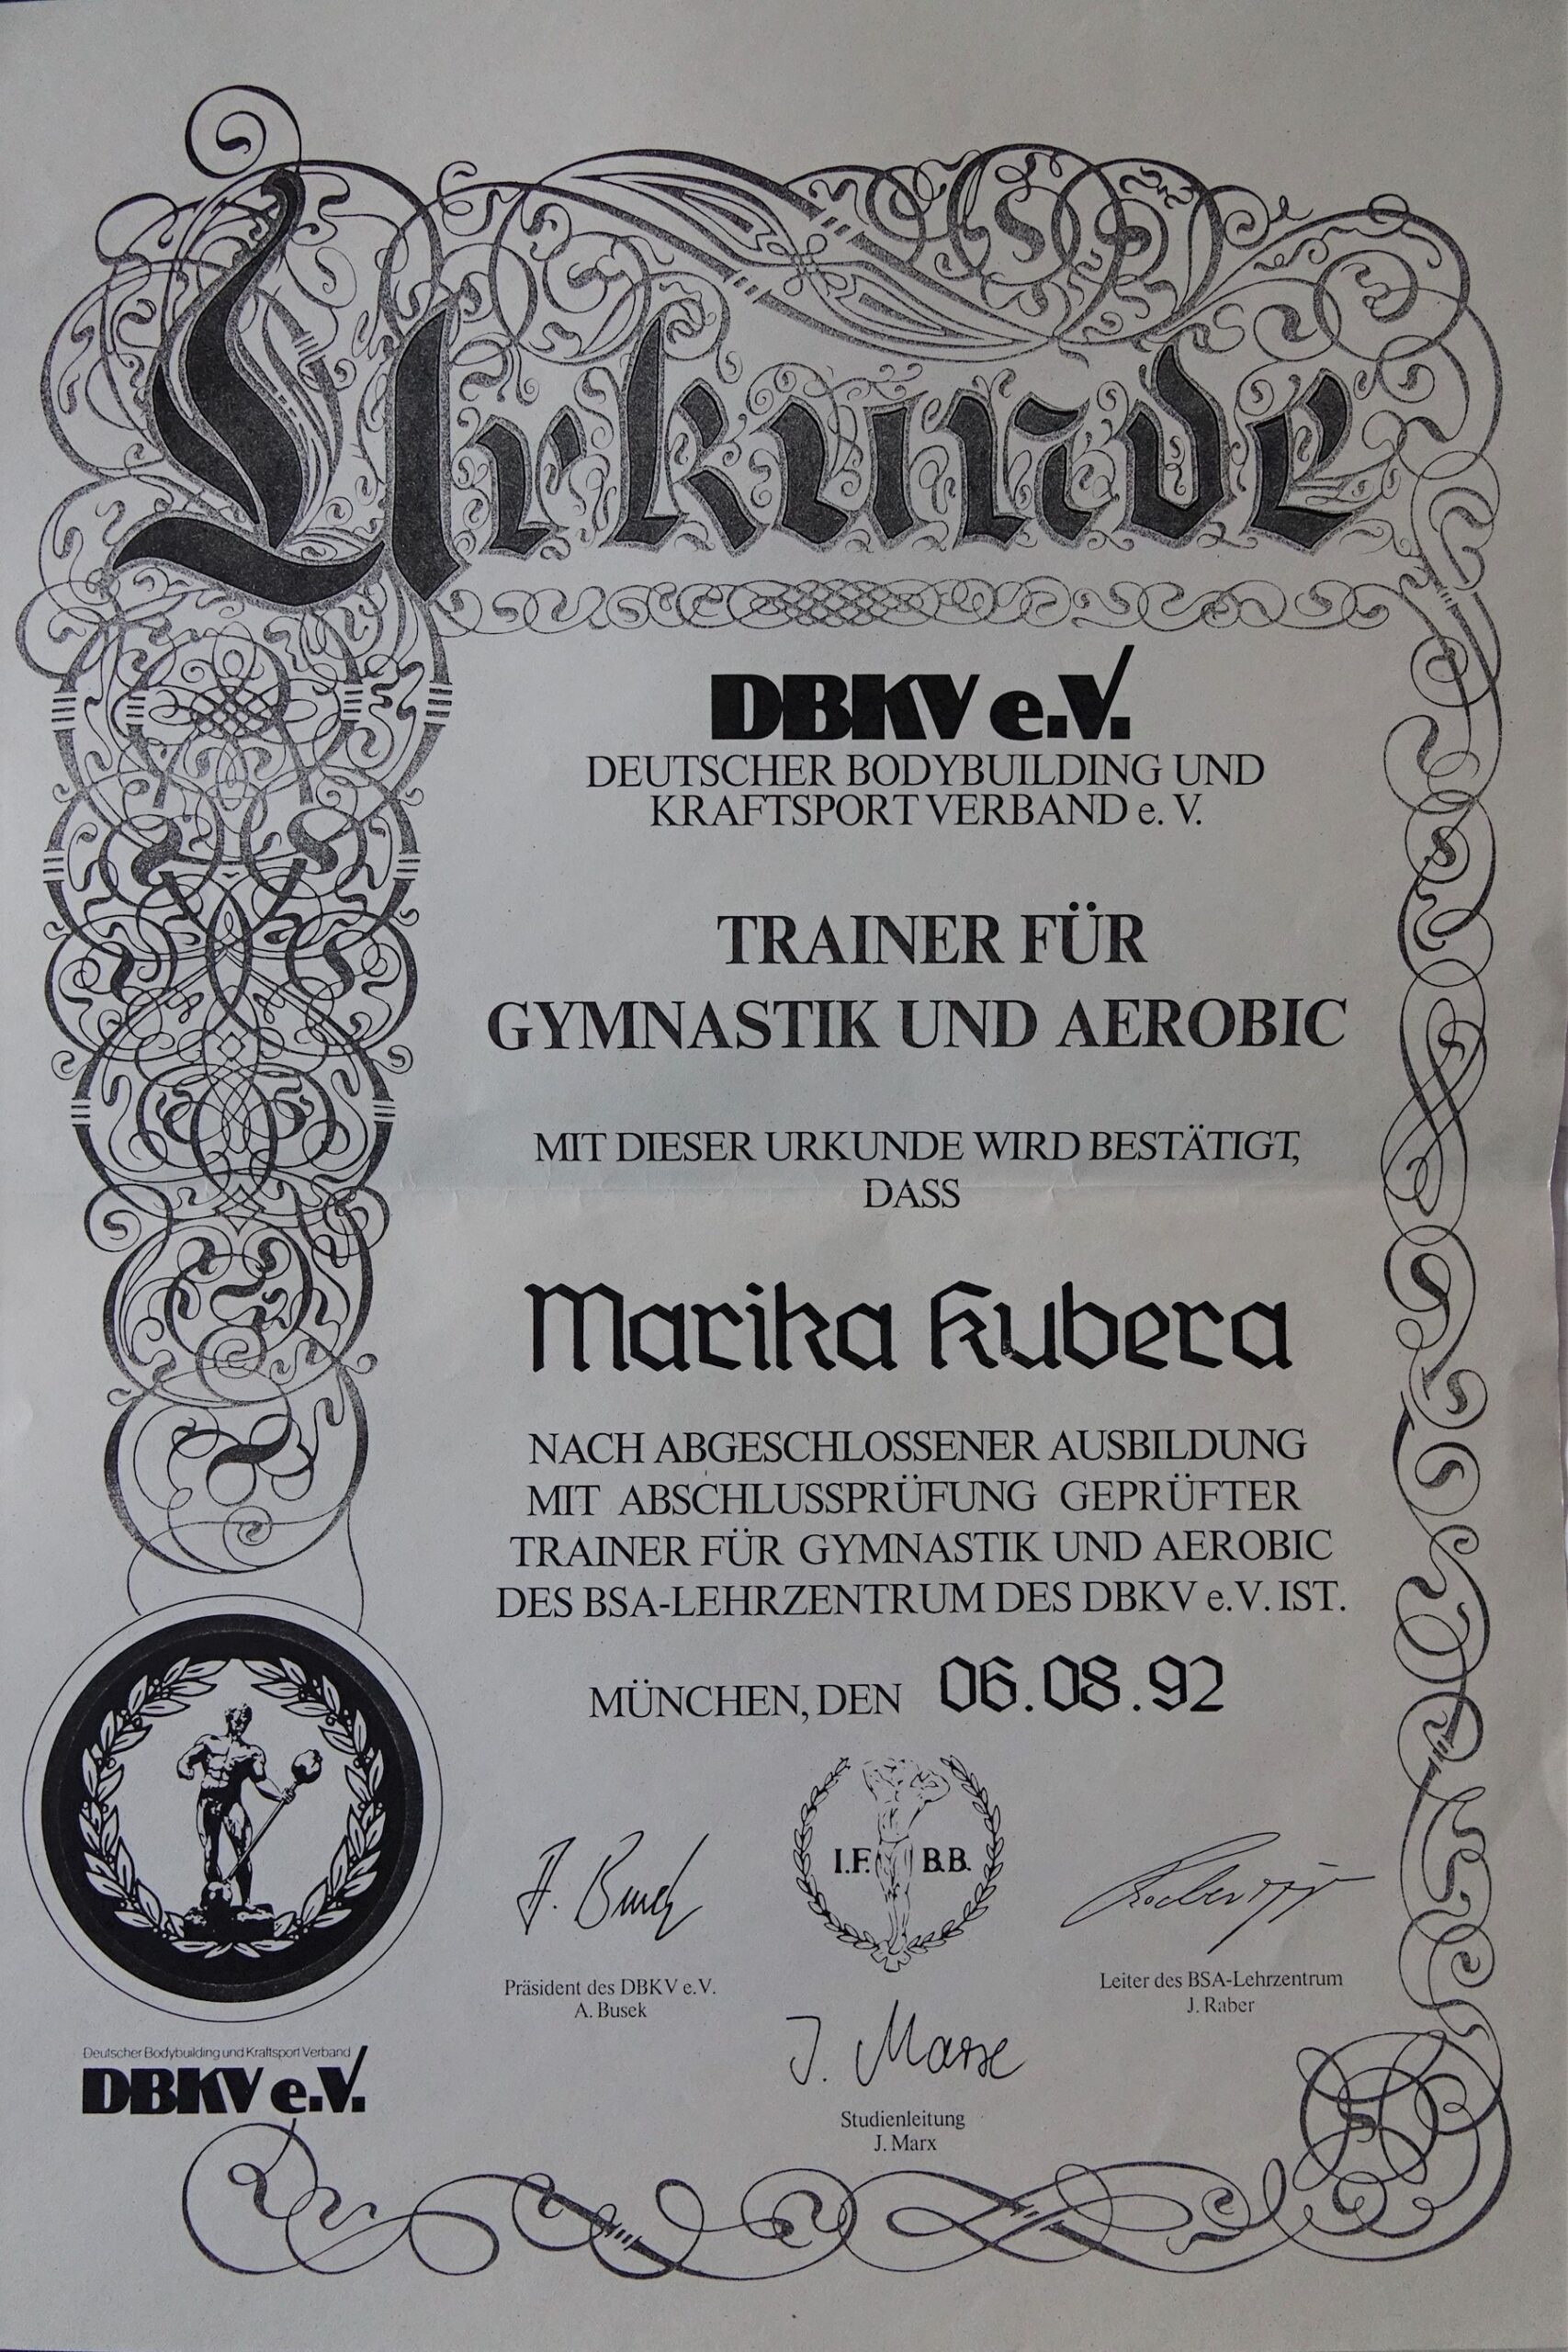 Urkunde
DBKV e.V.
DEUTSCHER BODYBUILDING UND
KRAFTSPORT VERBAND e. V.
TRAINER FÜR
GYMNASTIK UND AEROBIC
MIT DIESER URKUNDE WIRD BESTÄTIGT,
DASS
Marika Kubera
NACH ABGESCHLOSSENER AUSBILDUNG
MIT ABSCHLUSSPRÜFUNG GEPRÜFTER
TRAINER FÜR GYMNASTIK UND AEROBIC
DES BSA-LEHRZENTRUM DES DBKV e.V. IST.
MÜNCHEN, DEN 06.08.92
I.F. B.B.
A. Busek
Präsident des DBKV e.V.
A. Busek
Leiter des BSA-Lehrzentrum
J. Raber
J. Marx
Studienleitung
J. Marx
Deutscher Bodybuilding und Kraftsport Verband
DBKV e.V.